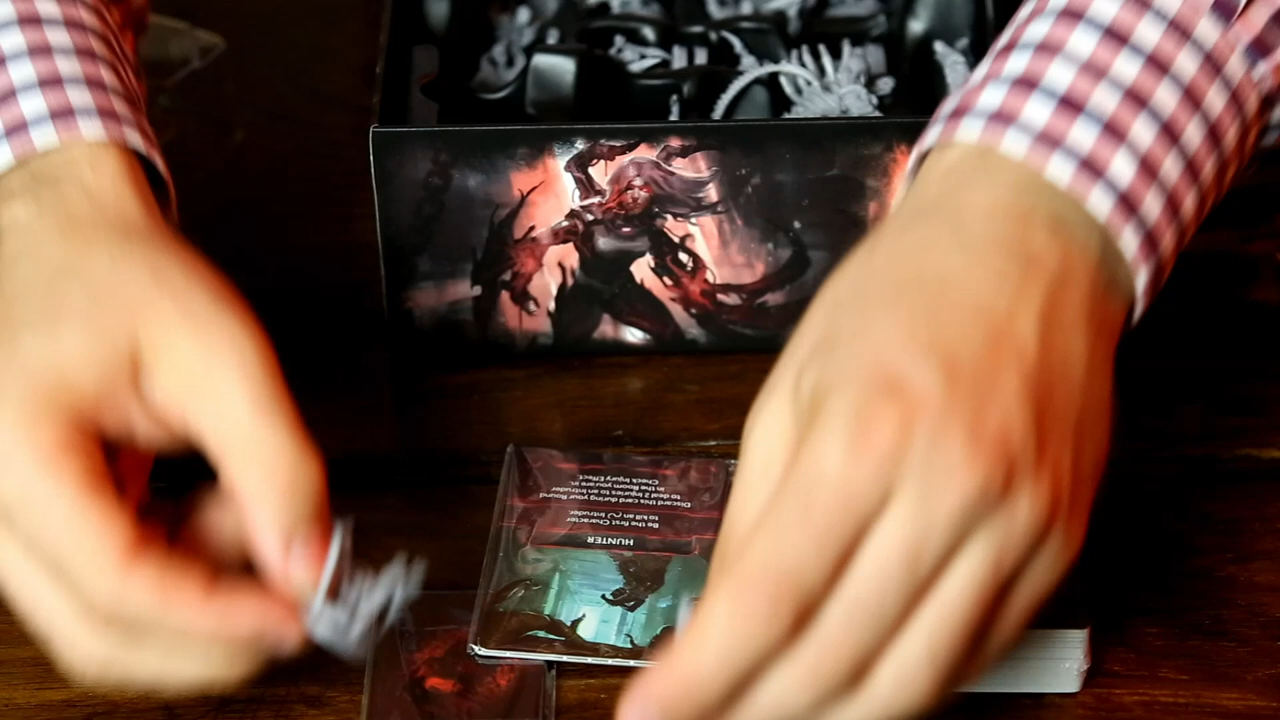 HUNTER
Be the first Character
to kill an Intruder.
Discard this card during your Round
to deal 2 Injuries to an Intruder
in the Room you are in.
Check Injury Effect.